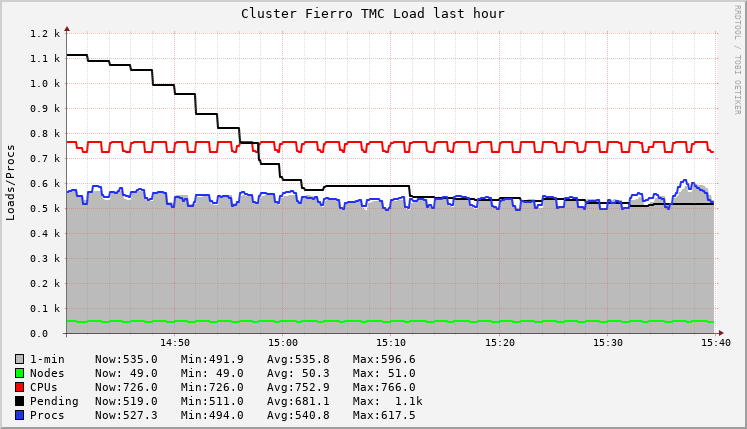 Cluster Fierro TMC Load last hour
RRDTOOL / TOBI OETIKER
Loads/Procs
1.2 k
1.1 k
1.0 k
0.9 k
0.8 k
0.7 k
0.6 k
0.5 k
0.4 k
0.3 k
0.2 k
0.1 k
0.0
14:50 15:00 15:10 15:20 15:30 15:40
1-min Now:535.0 Min:491.9 Avg:535.8 Max:596.6
Nodes Now: 49.0 Min: 49.0 Avg: 50.3 Max: 51.0
CPUs Now:726.0 Min:726.0 Avg:752.9 Max:766.0
Pending Now:519.0 Min:511.0 Avg:681.1 Max: 1.1k
Procs Now:527.3 Min:494.0 Avg:540.8 Max:617.5